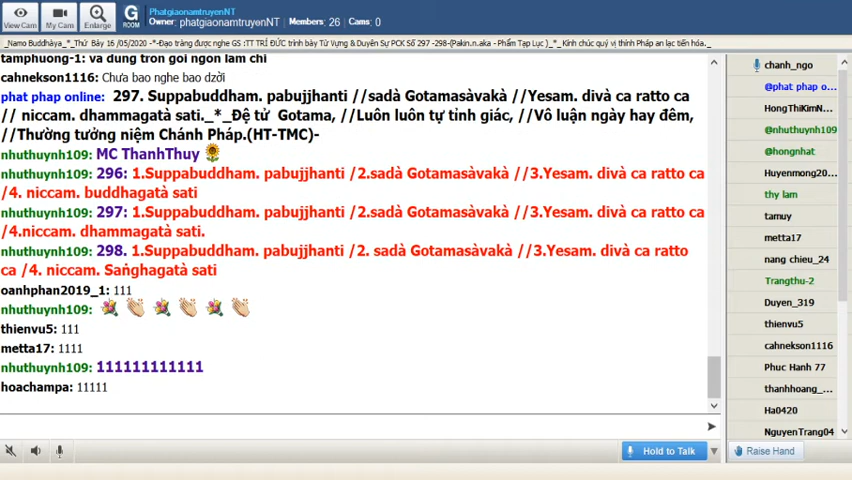 View Cam
My Cam
Enlarge
G
ROOM
PhatgiaonamtruyenNT
Owner: phatgiaonamtruyenNT Members: 26 Cams: 0
_Namo Buddhàya_*_Thứ Bảy 16 /05/2020 -*-Đạo tràng được nghe GS :TT TRÍ ĐỨC trình bày Tứ Vựng & Duyên Sự PCK Số 297 -298-(Pakin.n.aka - Phẩm Tạp Lục )_*_ Kính chúc quý vị thính Pháp an lạc tiến hóa._
tamphuong-1: và đúng trọn gói ngon lắm chi
cahnekson1116: Chưa bao nghe bao dzời
phat phap online: 297. Suppabuddham. pabujjhanti //sadà Gotamasàvakà //Yesam. divà ca ratto ca
// niccam. dhammagatà sati._*_Đệ tử Gotama, //Luôn luôn tự tỉnh giác, //Vô luận ngày hay đêm,
//Thường tưởng niệm Chánh Pháp.(HT-TMC)-
nhuthuynh109: MC ThanhThuy
nhuthuynh109: 296: 1.Suppabuddham. pabujjhanti /2.sadà Gotamasàvakà //3.Yesam. divà ca ratto ca
/4. niccam. buddhagatà sati
nhuthuynh109: 297: 1.Suppabuddham. pabujjhanti /2.sadà Gotamasàvakà //3.Yesam. divà ca ratto ca
/4.niccam. dhammagatà sati.
nhuthuynh109: 298. 1.Suppabuddham. pabujjhanti /2. sadà Gotamasàvakà //3.Yesam. divà ca ratto
ca /4. niccam. Saṅghagatà sati
oanhphan2019_1: 111
nhuthuynh109:
thienvu5: 111
metta17: 1111
nhuthuynh109: 111111111111
hoachampa: 11111
Hold to Talk
chanh_ngo
@phat phap o...
HongThiKimN...
@nhuthuynh109
@hongnhat
Huyenmong20...
thy lam
tamuy
metta17
nang chieu_24
Trangthu-2
Duyen_319
thienvu5
cahnekson1116
Phuc Hanh 77
thanhhoang_...
Ha0420
NguyenTrang04
Raise Hand